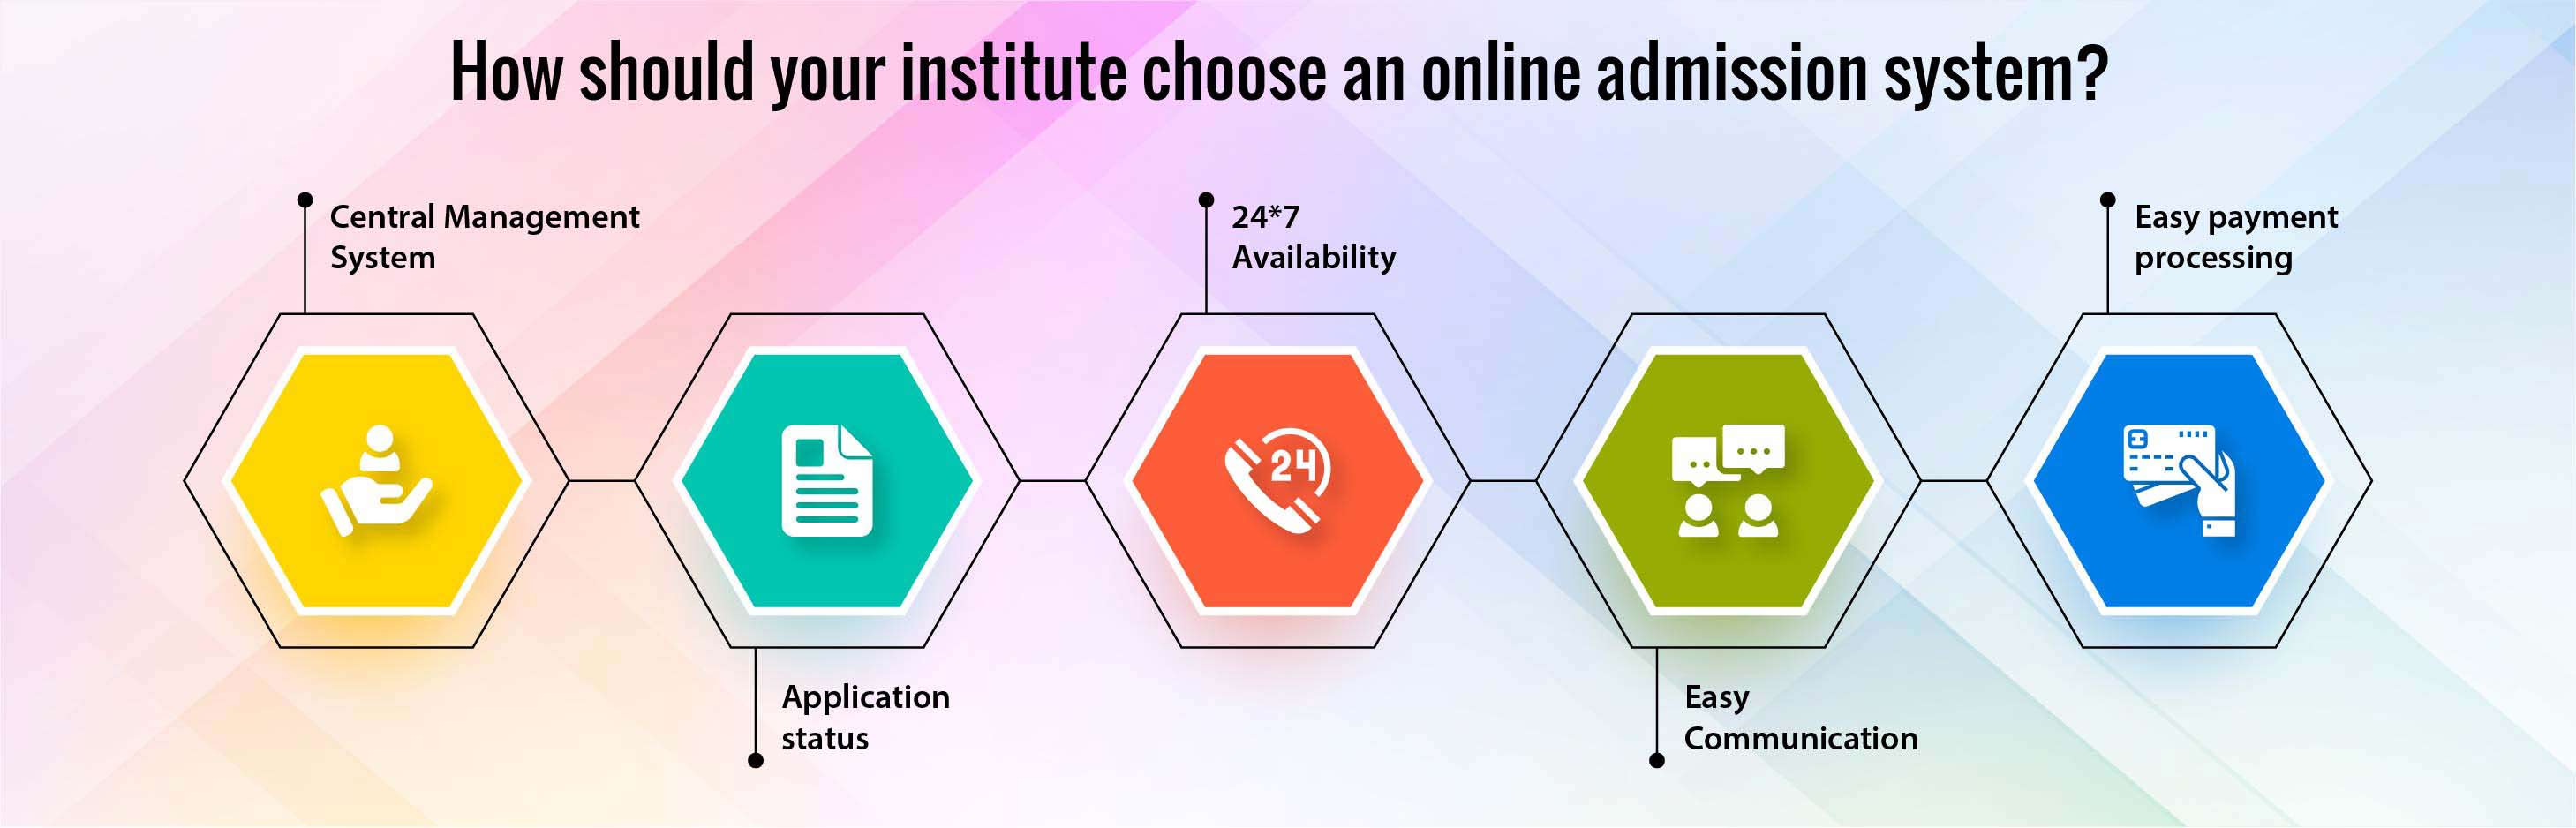 How should your institute choose an online admission system?
Central Management
System
24*7
Availability
Easy payment
processing
24
Application
status
Easy
Communication